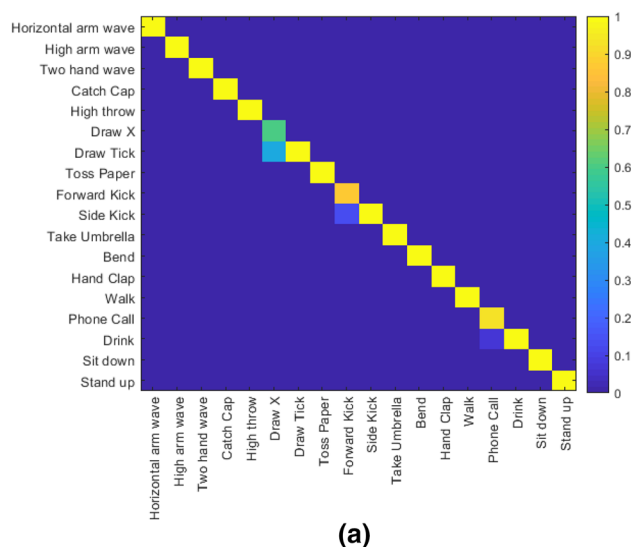 Horizontal arm wave
High arm wave
Two hand wave
Catch Cap
High throw
Draw X
Draw Tick
Toss Paper
Forward Kick
Side Kick
Take Umbrella
Bend
Hand Clap
Walk
Phone Call
Drink
Sit down
Stand up
Horizontal arm wave
High arm wave
Two hand wave
Catch Cap
High throw
Draw X
Draw Tick
Toss Paper
Forward Kick
Side Kick
Take Umbrella
Bend
Hand Clap
Walk
Phone Call
Drink
Sit down
Stand up
1
0.9
0.8
0.7
0.6
0.5
0.4
0.3
0.2
0.1
0
(a)